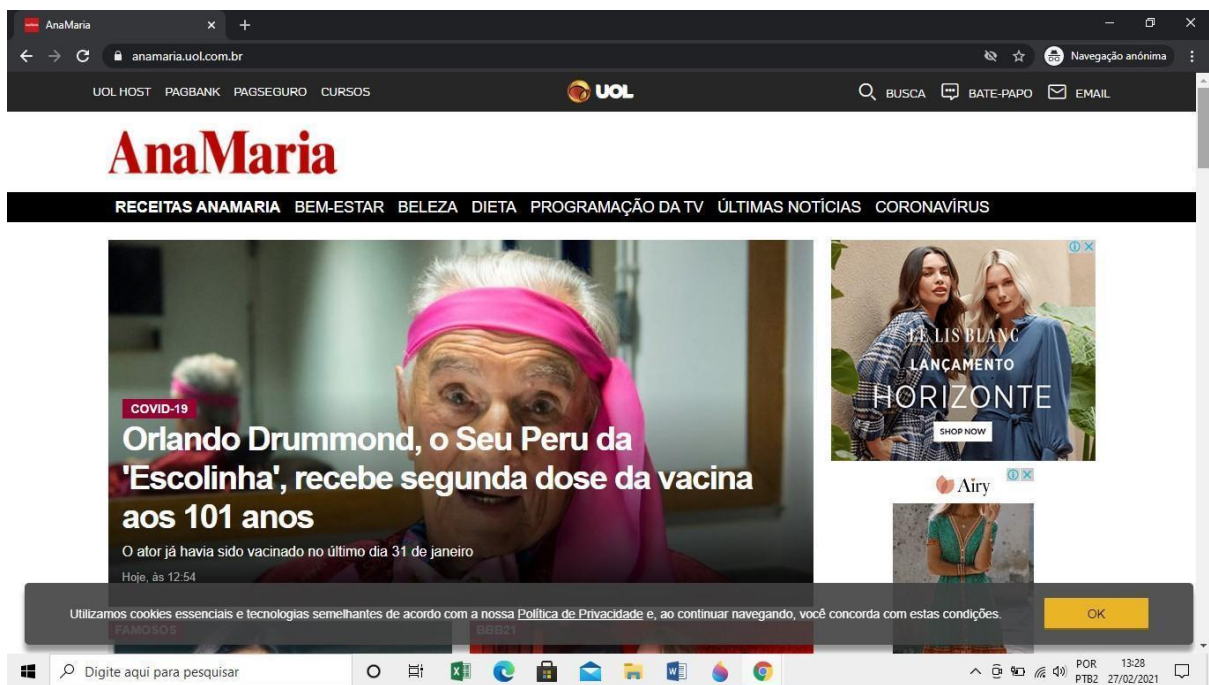 AnaMaria
anamaria.uol.com.br
Navegação anónima
UOL HOST PAGBANK PAGSEGURO CURSOS
UOL
BUSCA BATE-PAPO EMAIL
AnaMaria
RECEITAS ANAMARIA BEM-ESTAR BELEZA DIETA PROGRAMAÇÃO DA TV ÚLTIMAS NOTÍCIAS CORONAVÍRUS
COVID-19
Orlando Drummond, o Seu Peru da
'Escolinha', recebe segunda dose da vacina
aos 101 anos
O ator já havia sido vacinado no último dia 31 de janeiro
Hoje, às 12:54
LE LIS BLANC
LANÇAMENTO
HORIZONTE
SHOP NOW
Airy
Utilizamos cookies essenciais e tecnologias semelhantes de acordo com a nossa Política de Privacidade e, ao continuar navegando, você concorda com estas condições.
OK
FAMOSOS
BBB21
Digite aqui para pesquisar
POR 13:28
PTB2 27/02/2021